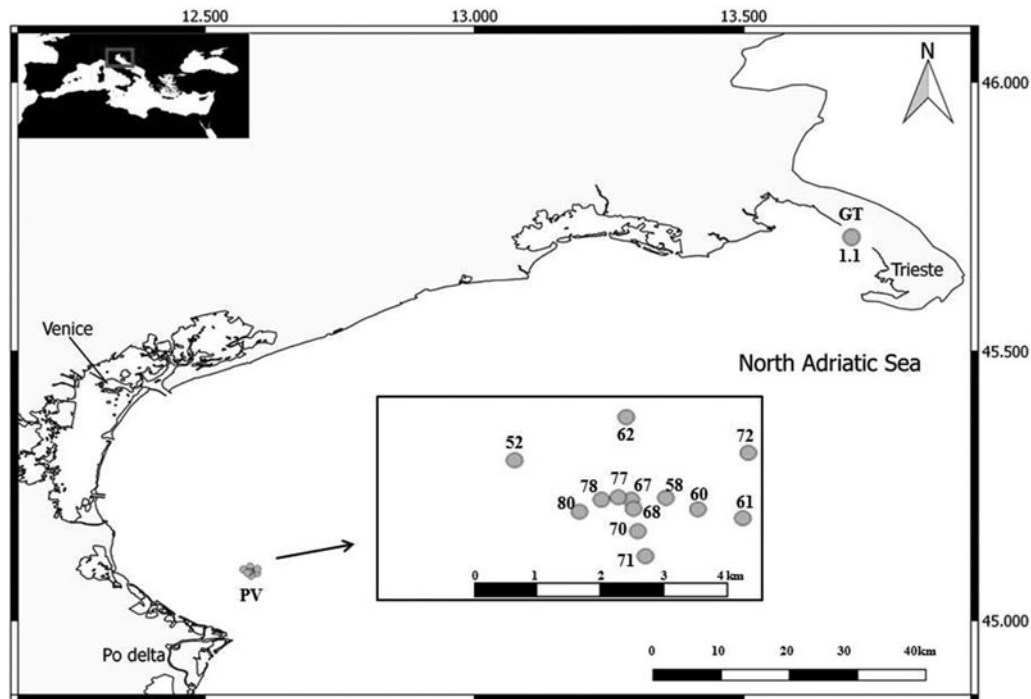 12.500 13.000 13.500
46.000
N
GT
1.1
Trieste
Venice
45.500
North Adriatic Sea
62
52
72
77 67 58
78
60
61
80
68
70
71
0 1 2 3 4 km
PV
45.000
Po delta
0 10 20 30 40km